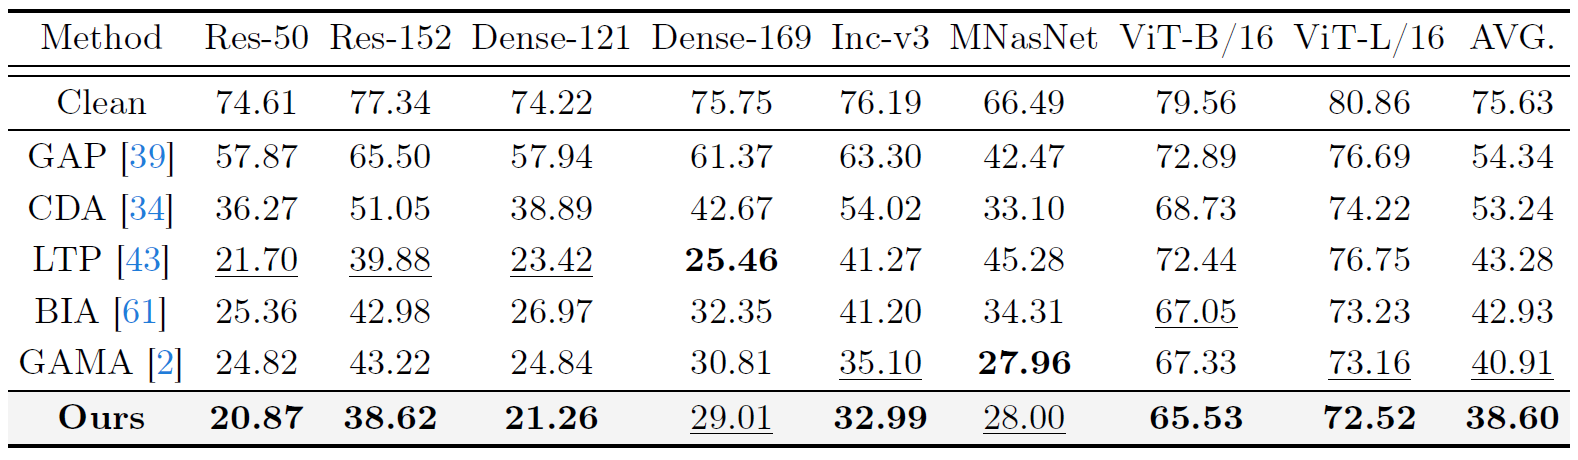 Method Res-50 Res-152 Dense-121 Dense-169 Inc-v3 MNasNet ViT-B/16 ViT-L/16 AVG.
Clean 74.61 77.34 74.22 75.75 76.19 66.49 79.56 80.86 75.63
GAP [39] 57.87 65.50 57.94 61.37 63.30 42.47 72.89 76.69 54.34
CDA [34] 36.27 51.05 38.89 42.67 54.02 33.10 68.73 74.22 53.24
LTP [43] 21.70 39.88 23.42 25.46 41.27 45.28 72.44 76.75 43.28
BIA [61] 25.36 42.98 26.97 32.35 41.20 34.31 67.05 73.23 42.93
GAMA [2] 24.82 43.22 24.84 30.81 35.10 27.96 67.33 73.16 40.91
Ours 20.87 38.62 21.26 29.01 32.99 28.00 65.53 72.52 38.60